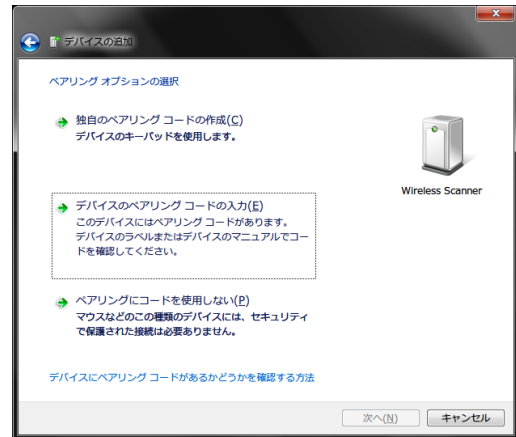 デバイスの追加
ペアリング オプションの選択
独自のペアリング コードの作成(C)
デバイスのキーパッドを使用します。
デバイスのペアリング コードの入力(E)
このデバイスにはペアリング コードがあります。
デバイスのラベルまたはデバイスのマニュアルでコー
ドを確認してください。
Wireless Scanner
ペアリングにコードを使用しない(P)
マウスなどのこの種類のデバイスには、セキュリティ
で保護された接続は必要ありません。
デバイスにペアリング コードがあるかどうかを確認する方法
次へ(N)
キャンセル